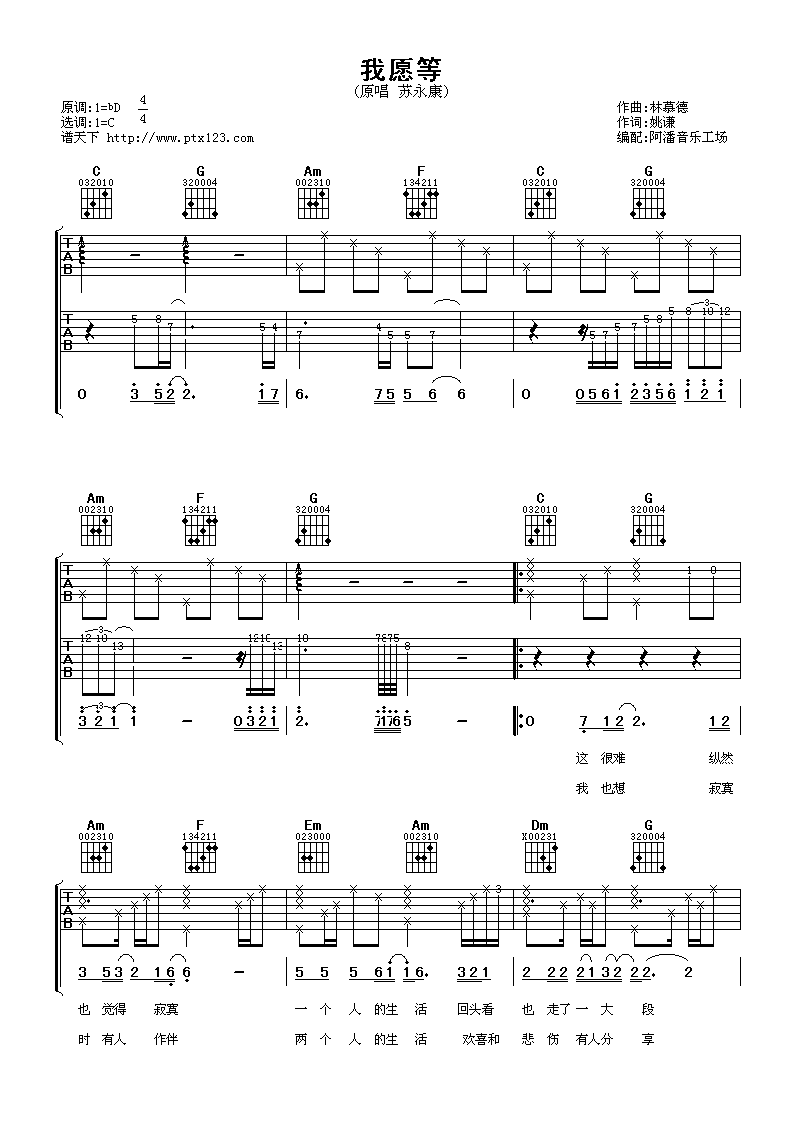 我愿等
(原唱 苏永康)
原调:1=bD 4/4
选调:1=C
谱天下 http://www.ptx123.com
作曲:林慕德
作词:姚谦
编配:阿潘音乐工场
C G Am F C G
032010 320004 002310 134211 032010 320004
T A B
5 8 7 5 4 7 4 5 5 7 5 7 5 7 5 8 5 8 3 10 12
T A B
0 3 5 2 2. 1 7 6. 7 5 5 6 6 0 0 5 6 1 2 3 5 6 1 2 1
Am F G C G
002310 134211 320004 032010 320004
T A B 1 0
12 3 10 13 12 10 13 10 7 8 7 5 8
T A B
3 2 1 1 - 0 3 2 1 2. 7 1 7 6 5 - 0 7 1 2 2. 1 2
这 很难 纵然
我 也想 寂寞
Am F Em Am Dm G
002310 134211 023000 002310 X00231 320004
T A B 3
3 5 3 2 1 6 6 - 5 5 5 6 1 1 6. 3 2 1 2 2 2 2 1 3 2 2 2. 2
也 觉得 寂寞 一 个 人 的生 活 回头看 也 走了 一 大 段
时 有人 作伴 两 个 人 的生 活 欢喜和 悲 伤 有人分 享